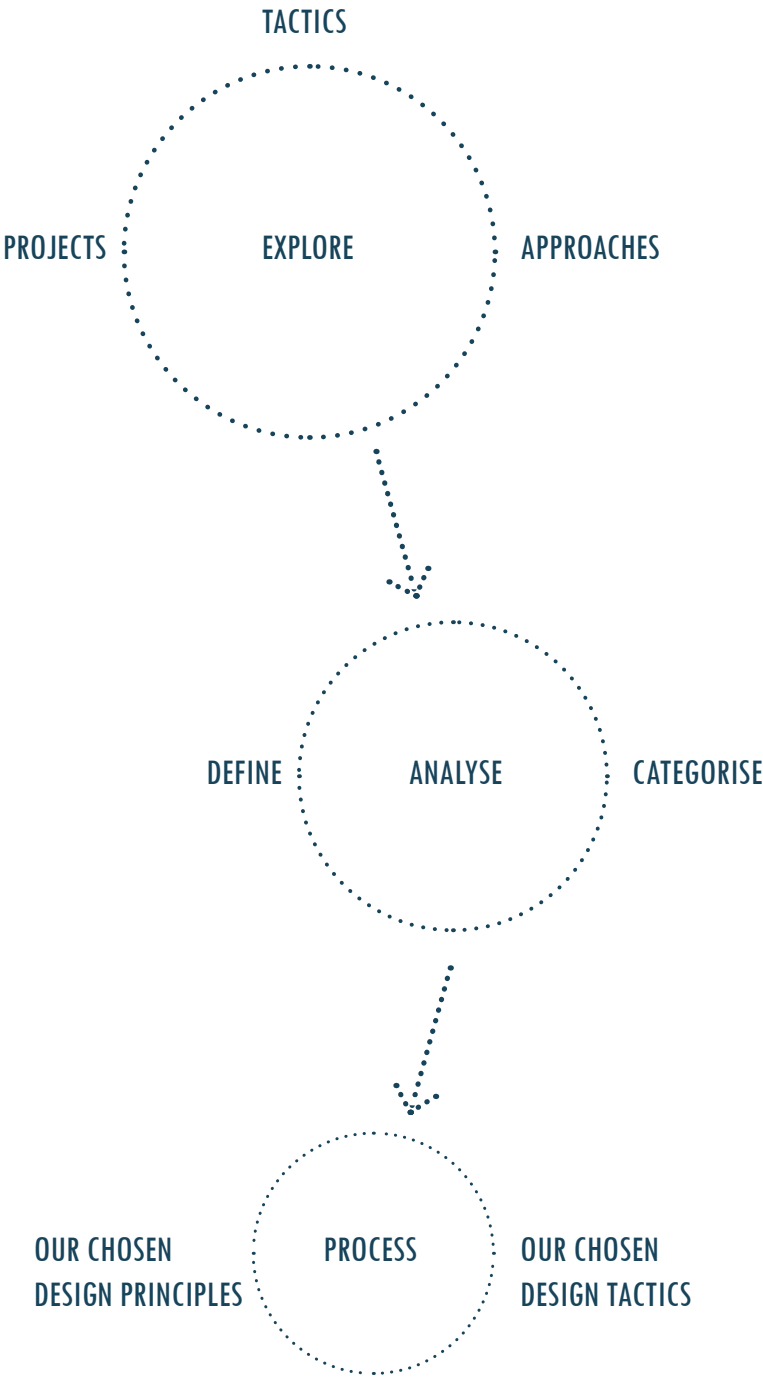 TACTICS
PROJECTS
EXPLORE
APPROACHES
DEFINE
ANALYSE
CATEGORISE
OUR CHOSEN
DESIGN PRINCIPLES
PROCESS
OUR CHOSEN
DESIGN TACTICS